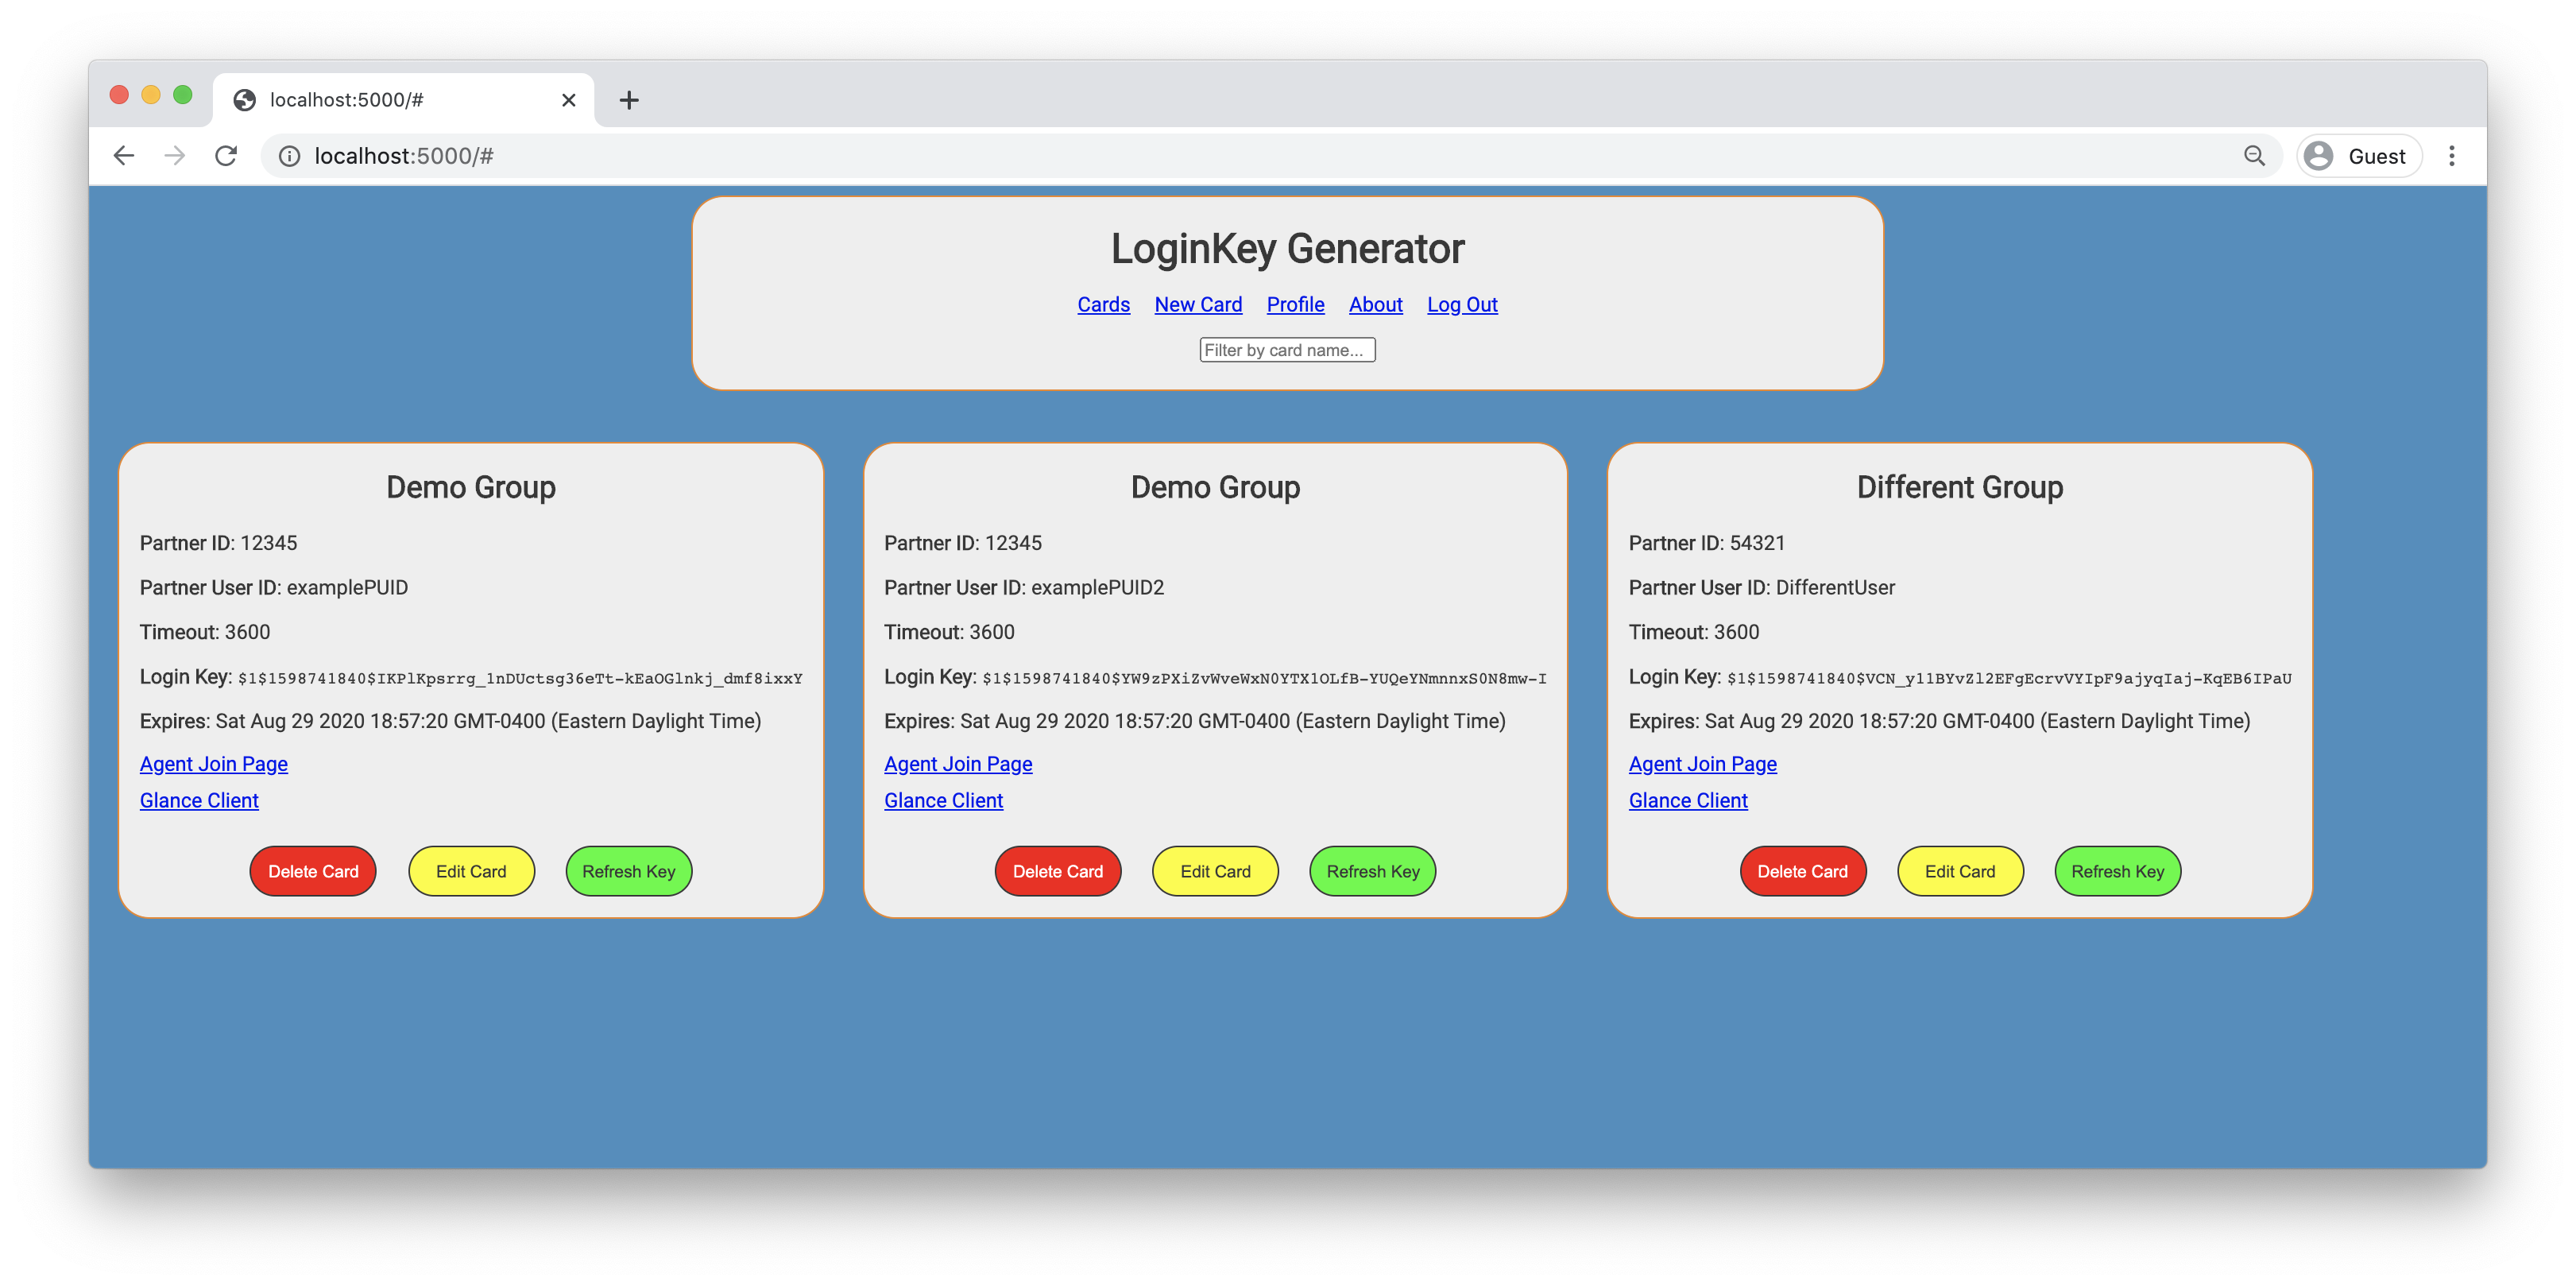 localhost:5000/#
localhost:5000/#
Guest
LoginKey Generator
Cards New Card Profile About Log Out
Filter by card name...
Demo Group
Partner ID: 12345
Partner User ID: examplePUID
Timeout: 3600
Login Key: $1$1598741840$IKPlKpsrrg_1nDUctsg36eTt-kEaOGlnkj_dmf8ixxY
Expires: Sat Aug 29 2020 18:57:20 GMT-0400 (Eastern Daylight Time)
Agent Join Page
Glance Client
Delete Card Edit Card Refresh Key
Demo Group
Partner ID: 12345
Partner User ID: examplePUID2
Timeout: 3600
Login Key: $1$1598741840$YW9zPXiZvWveWxN0YTX1OLfB-YUQeYNmnnxS0N8mw-I
Expires: Sat Aug 29 2020 18:57:20 GMT-0400 (Eastern Daylight Time)
Agent Join Page
Glance Client
Delete Card Edit Card Refresh Key
Different Group
Partner ID: 54321
Partner User ID: DifferentUser
Timeout: 3600
Login Key: $1$1598741840$VCN_y11BYvZl2EFgEcrvVYIpF9ajyqIaj-KqEB6IPaU
Expires: Sat Aug 29 2020 18:57:20 GMT-0400 (Eastern Daylight Time)
Agent Join Page
Glance Client
Delete Card Edit Card Refresh Key